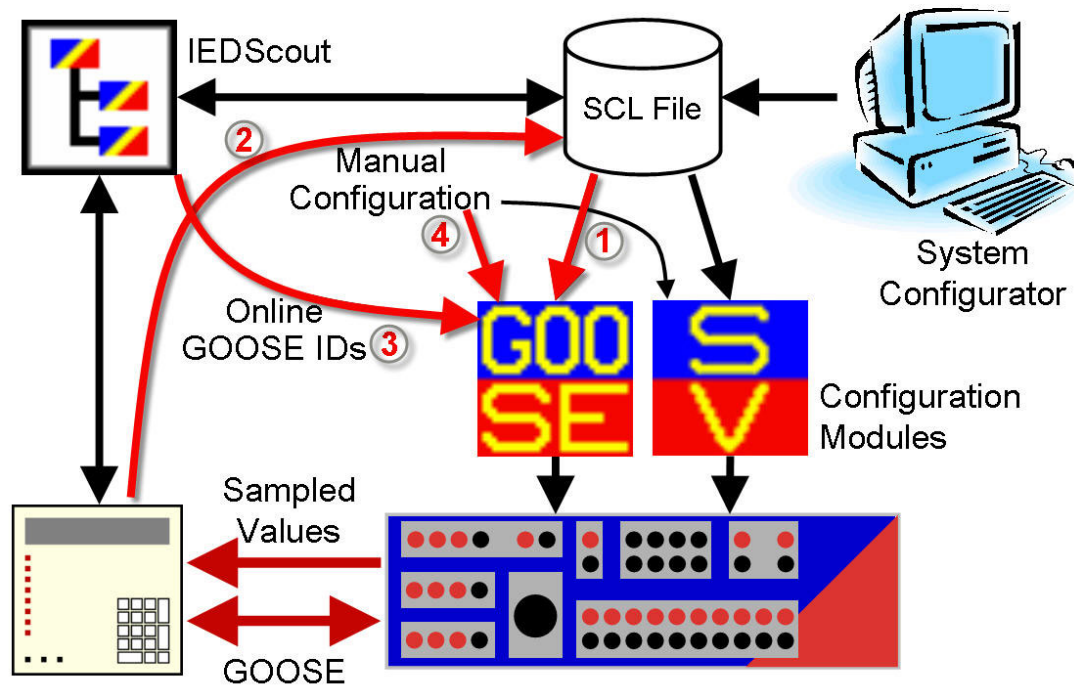 IEDScout
SCL File
2
Manual
Configuration
4
1
System
Configurator
Online
GOOSE IDs 3
GOO
SE
S
V
Configuration
Modules
Sampled
Values
GOOSE